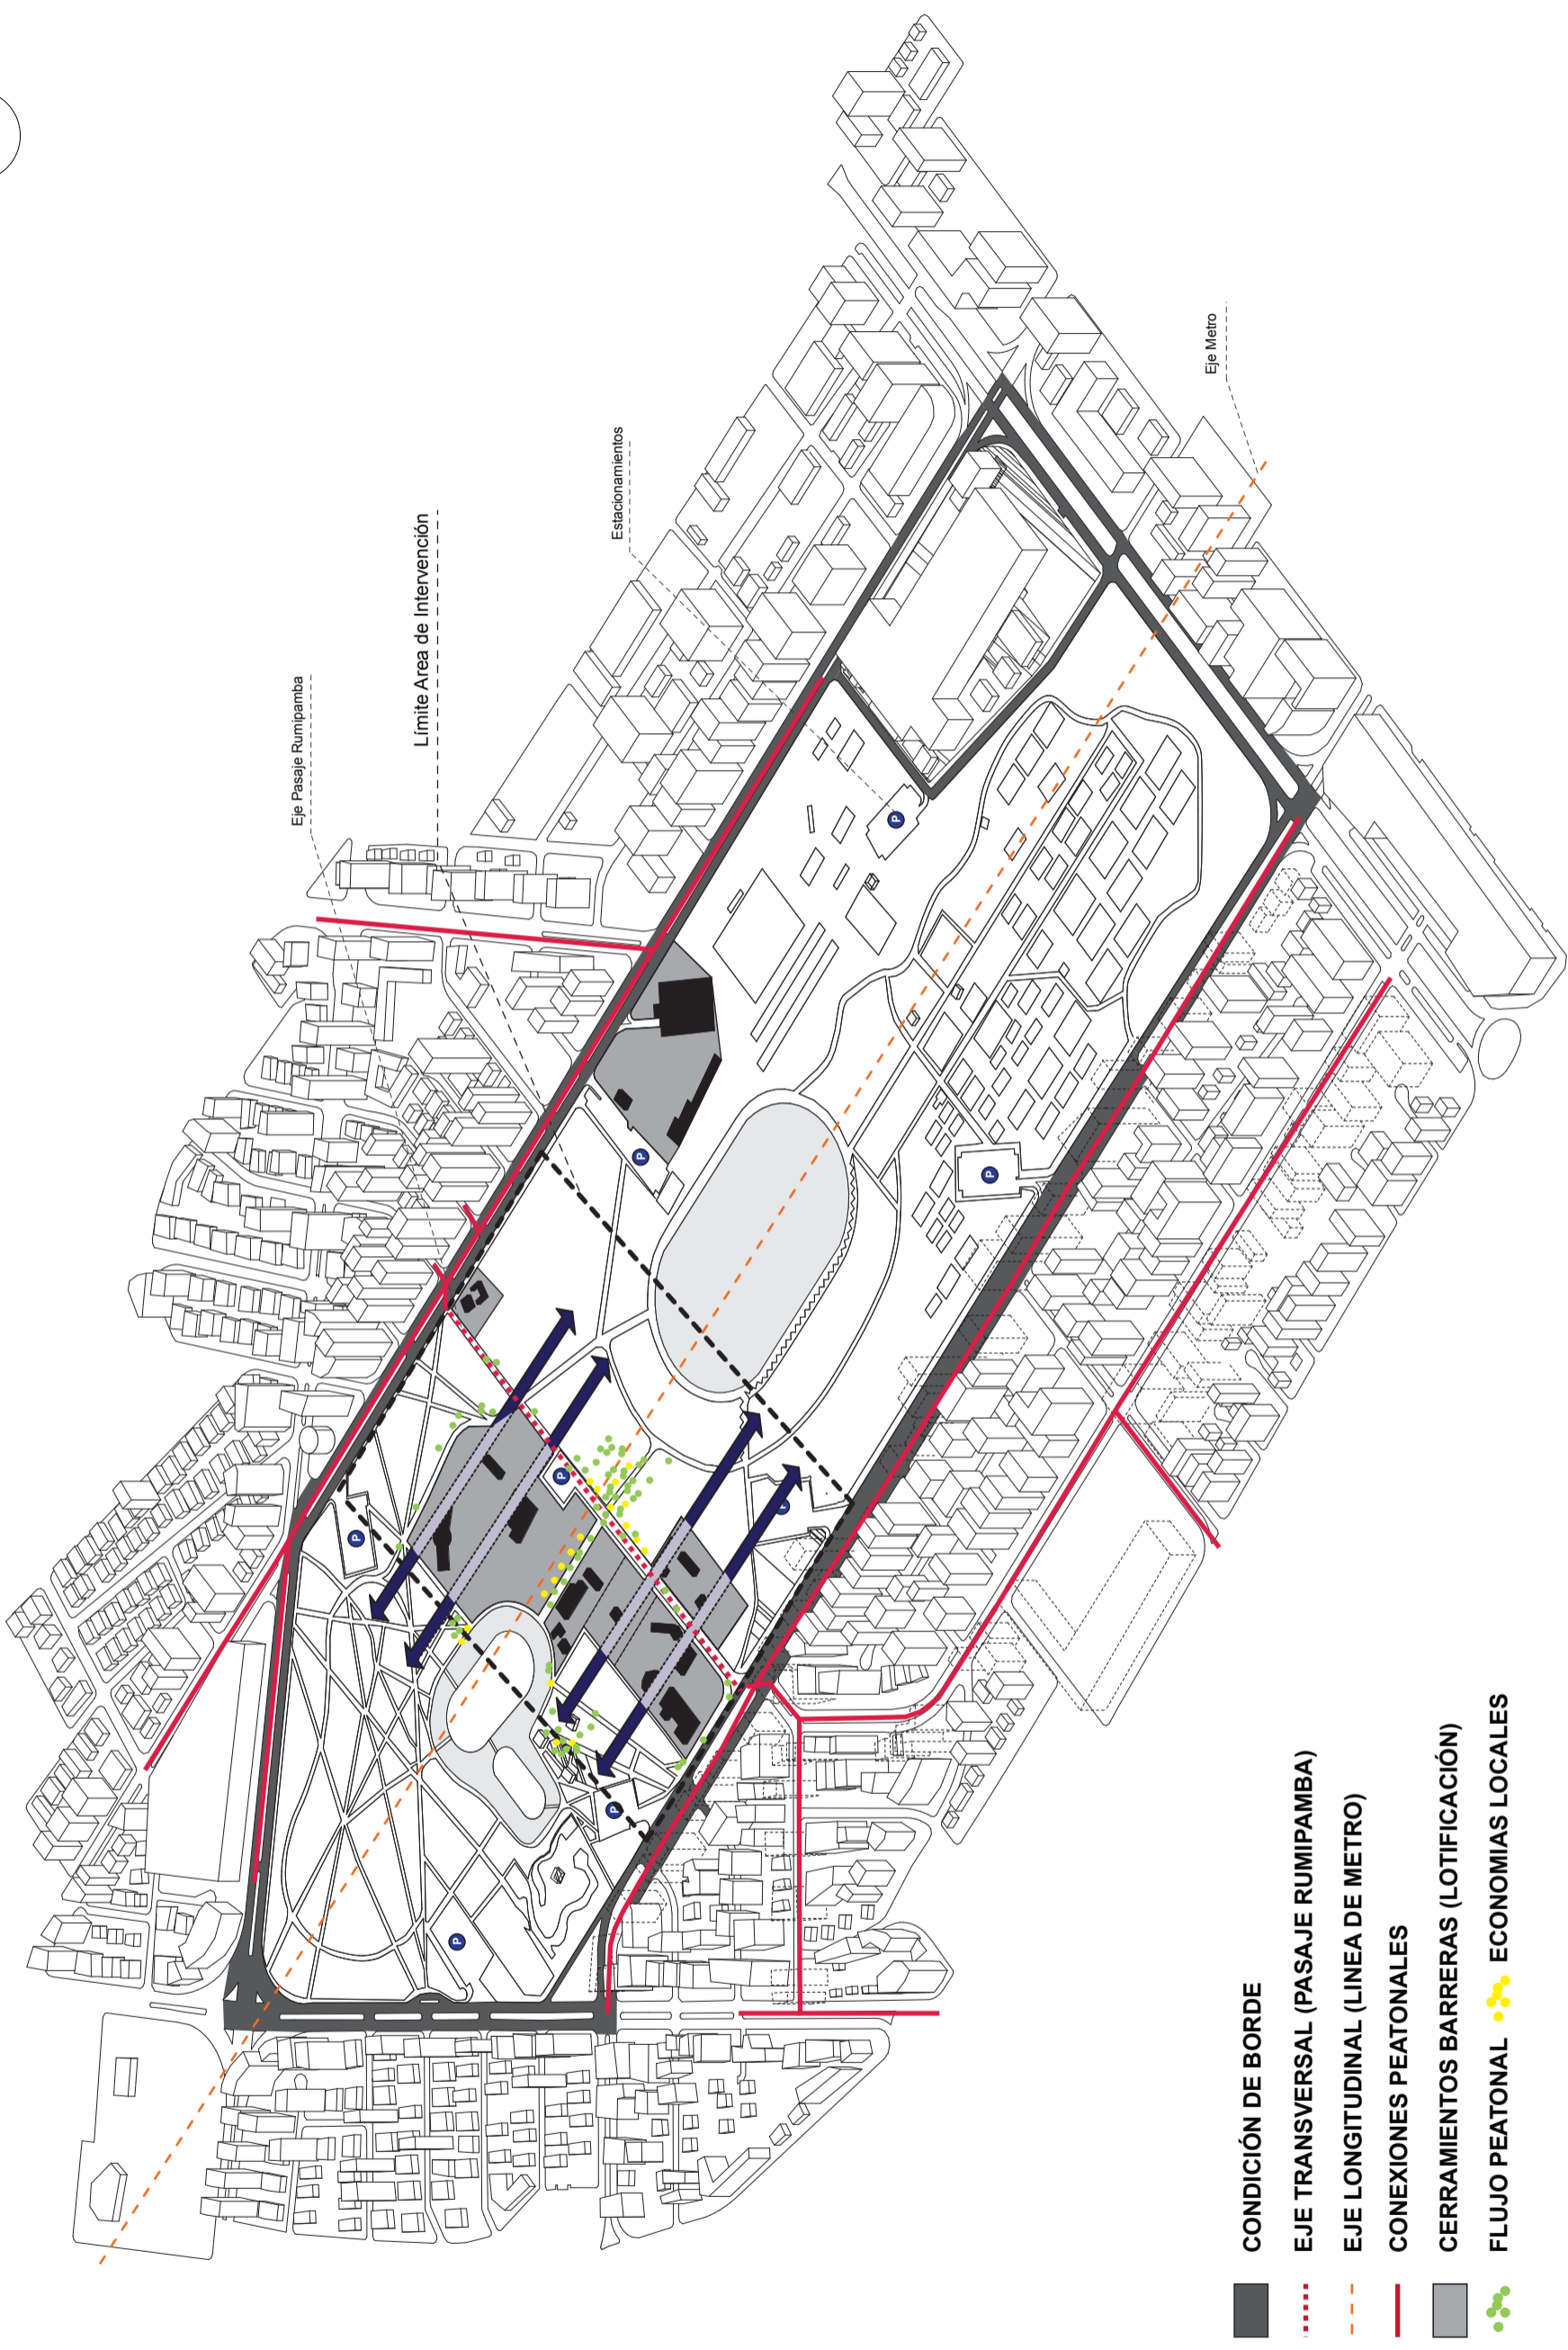 Eje Pasaje Rumipamba
Límite Area de Intervención
Estacionamientos
Eje Metro
P
P
P
P
P
P
P
P
CONDICIÓN DE BORDE
EJE TRANSVERSAL (PASAJE RUMIPAMBA)
EJE LONGITUDINAL (LINEA DE METRO)
CONEXIONES PEATONALES
CERRAMIENTOS BARRERAS (LOTIFICACIÓN)
FLUJO PEATONAL ECONOMIAS LOCALES